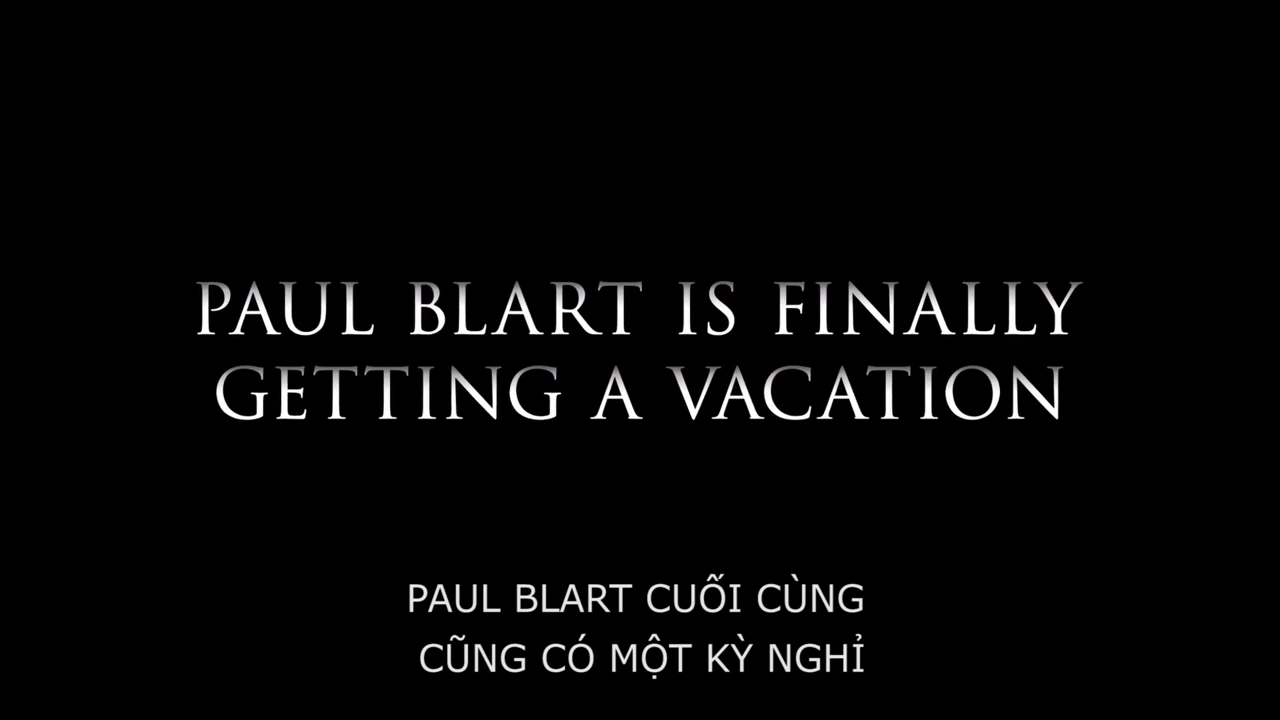 PAUL BLART IS FINALLY
GETTING A VACATION
PAUL BLART CUỐI CÙNG
CŨNG CÓ MỘT KỲ NGHỈ